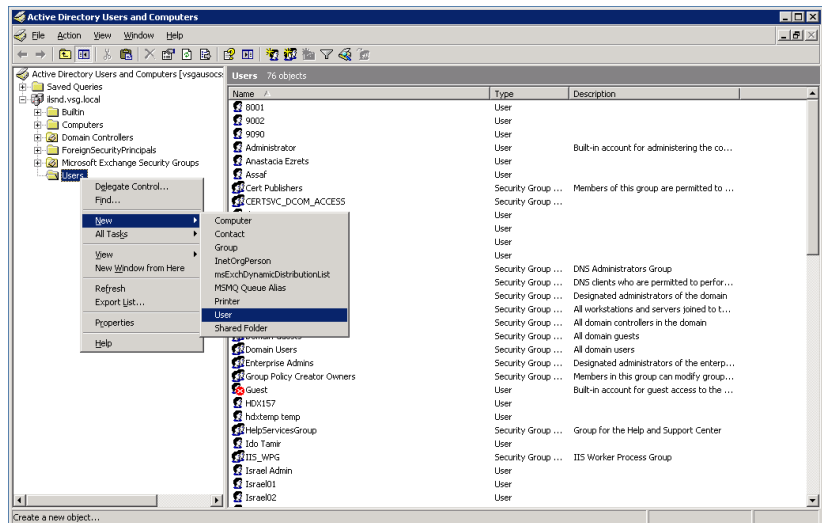 Active Directory Users and Computers
File Action View Window Help
Active Directory Users and Computers [vsgausocs
Saved Queries
ilsnd.vsg.local
Builtin
Computers
Domain Controllers
ForeignSecurityPrincipals
Microsoft Exchange Security Groups
Users
Delegate Control...
Find...
New
All Tasks
View
New Window from Here
Refresh
Export List...
Properties
Help
Computer
Contact
Group
InetOrgPerson
msExchDynamicDistributionList
MSMQ Queue Alias
Printer
User
Shared Folder
Users 76 objects
Name Type Description
8001 User
9002 User
9090 User
Administrator User Built-in account for administering the co...
Anastacia Ezrets User
Assaf User
Cert Publishers Security Group ... Members of this group are permitted to ...
CERTSVC_DCOM_ACCESS Security Group ...
User
User
User
User
Security Group ... DNS Administrators Group
Security Group ... DNS clients who are permitted to perfor...
Security Group ... Designated administrators of the domain
Security Group ... All workstations and servers joined to t...
Security Group ... All domain controllers in the domain
Security Group ... All domain guests
Domain Users Security Group ... All domain users
Enterprise Admins Security Group ... Designated administrators of the enterp...
Group Policy Creator Owners Security Group ... Members in this group can modify group...
Guest User Built-in account for guest access to the ...
HDX157 User
hdxtemp temp User
HelpServicesGroup Security Group ... Group for the Help and Support Center
Ido Tamir User
IIS_WPG Security Group ... IIS Worker Process Group
Israel Admin User
Israel01 User
Israel02 User
Create a new object...